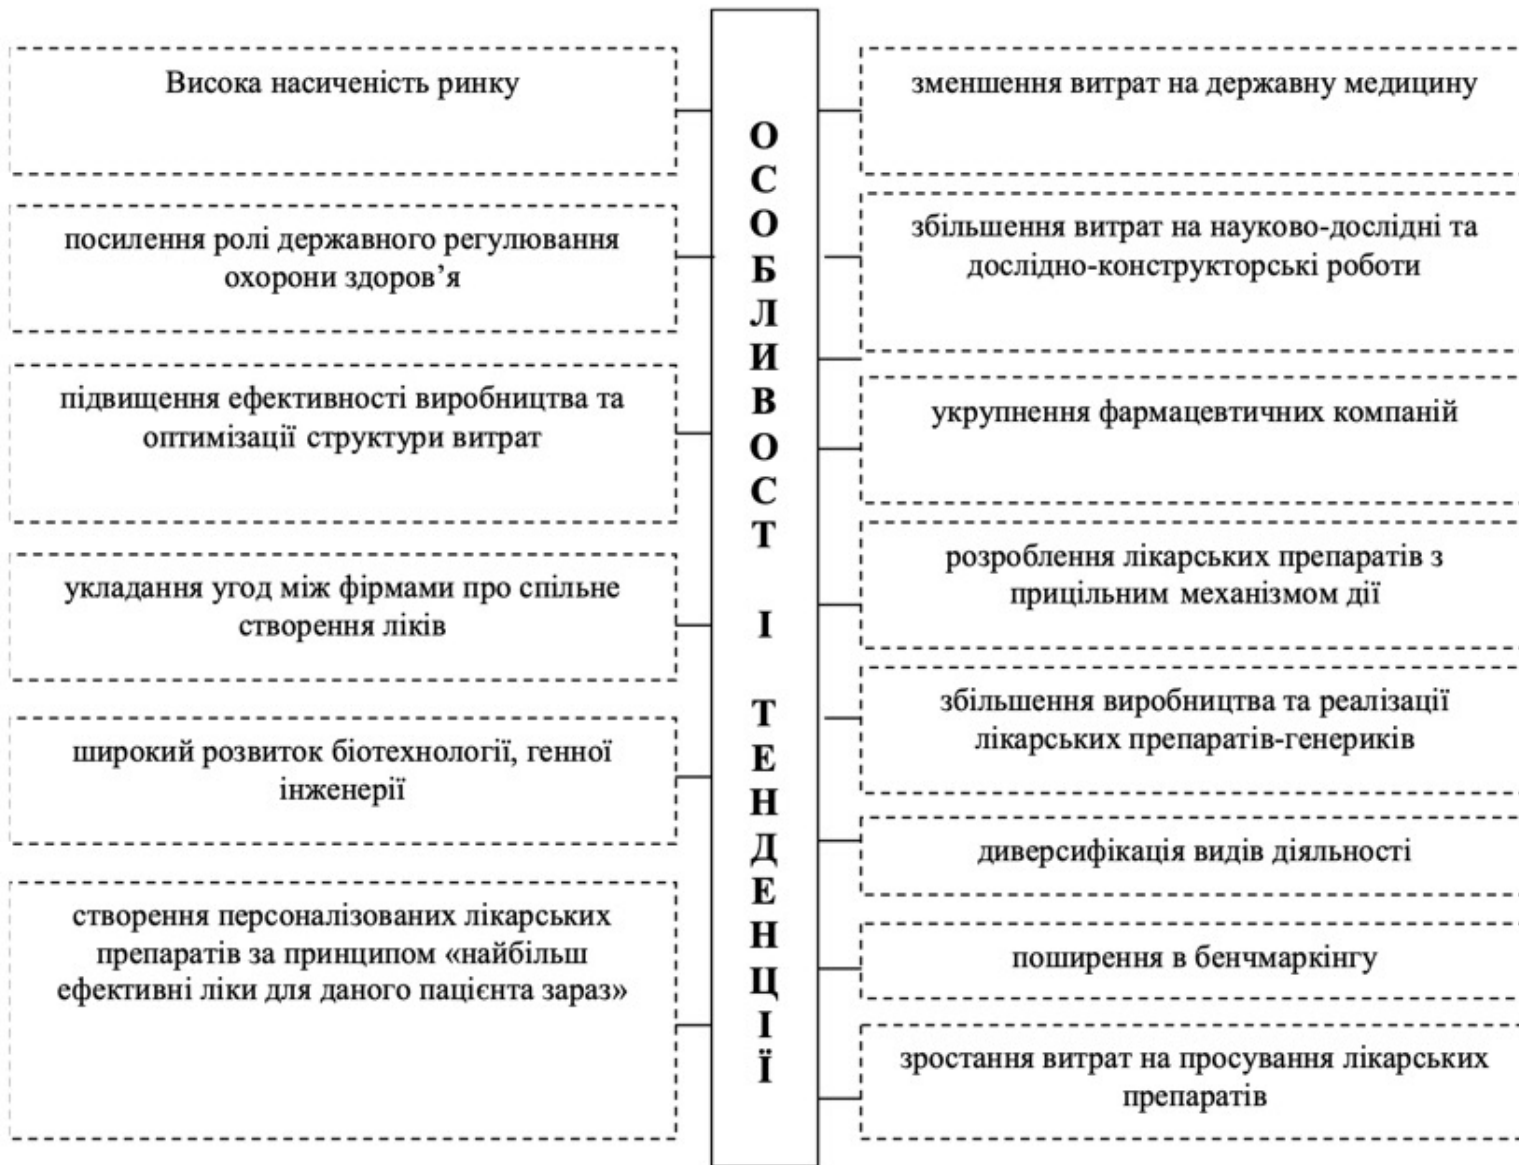 Висока насиченість ринку
посилення ролі державного регулювання
охорони здоров’я
підвищення ефективності виробництва та
оптимізації структури витрат
укладання угод між фірмами про спільне
створення ліків
широкий розвиток біотехнології, генної
інженерії
створення персоналізованих лікарських
препаратів за принципом «найбільш
ефективні ліки для даного пацієнта зараз»
ОСОБЛИВОСТ І ТЕНДЕНЦІЇ
зменшення витрат на державну медицину
збільшення витрат на науково-дослідні та
дослідно-конструкторські роботи
укрупнення фармацевтичних компаній
розроблення лікарських препаратів з
прицільним механізмом дії
збільшення виробництва та реалізації
лікарських препаратів-генериків
диверсифікація видів діяльності
поширення в бенчмаркінгу
зростання витрат на просування лікарських
препаратів